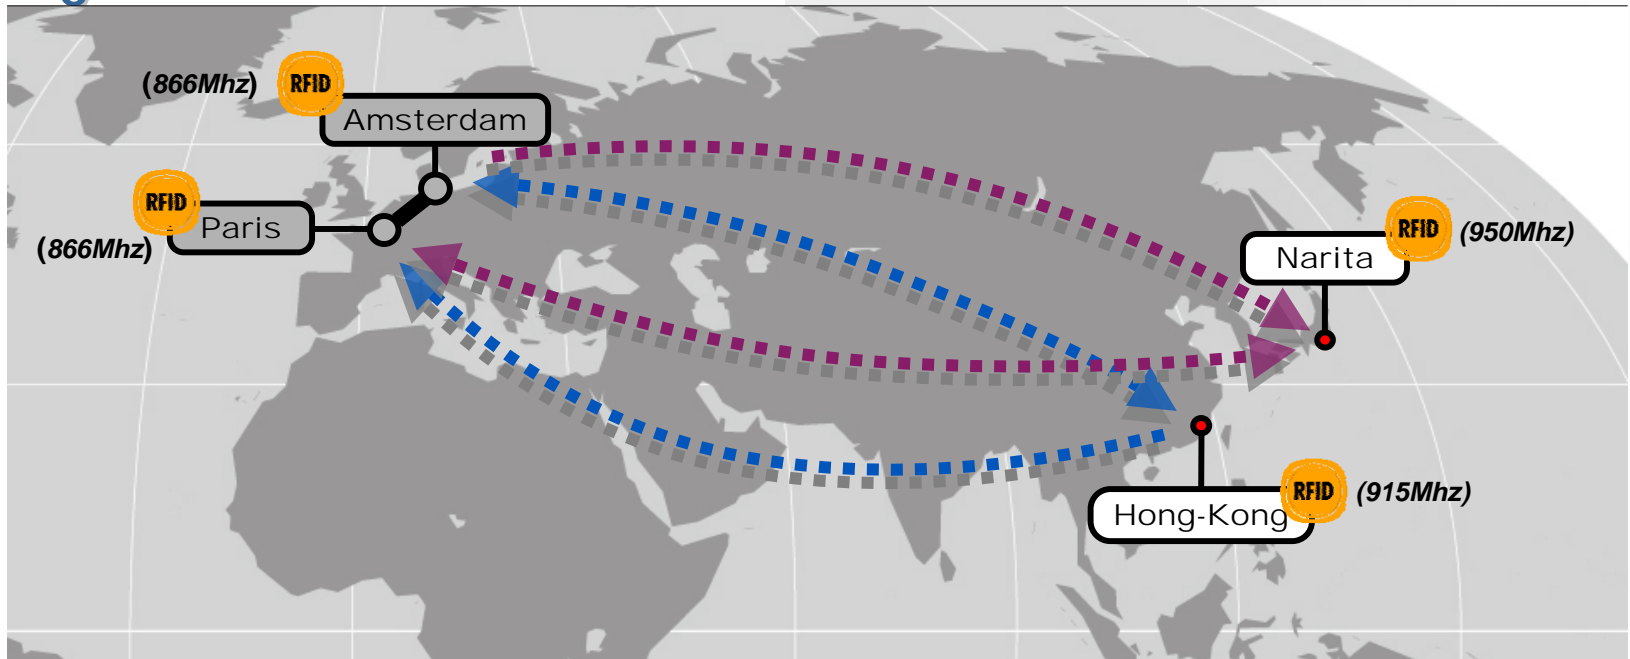 (866Mhz)
RFID
Amsterdam
RFID
Paris
(866Mhz)
RFID
(950Mhz)
Narita
RFID
(915Mhz)
Hong-Kong